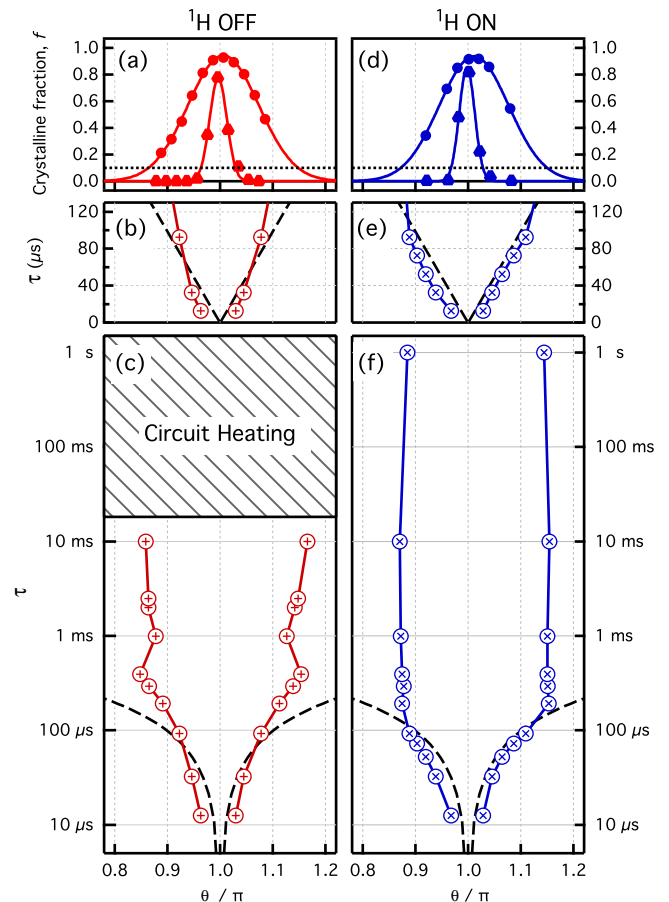 ¹H OFF
¹H ON
(a)
(d)
Crystalline fraction, f
1.0
0.8
0.6
0.4
0.2
0.0
1.0
0.8
0.6
0.4
0.2
0.0
(b)
(e)
τ (μs)
120
80
40
0
120
80
40
0
(c)
(f)
Circuit Heating
τ
1 s
100 ms
10 ms
1 ms
100 μs
10 μs
1 s
100 ms
10 ms
1 ms
100 μs
10 μs
0.8 0.9 1.0 1.1 1.2
0.8 0.9 1.0 1.1 1.2
θ / π
θ / π